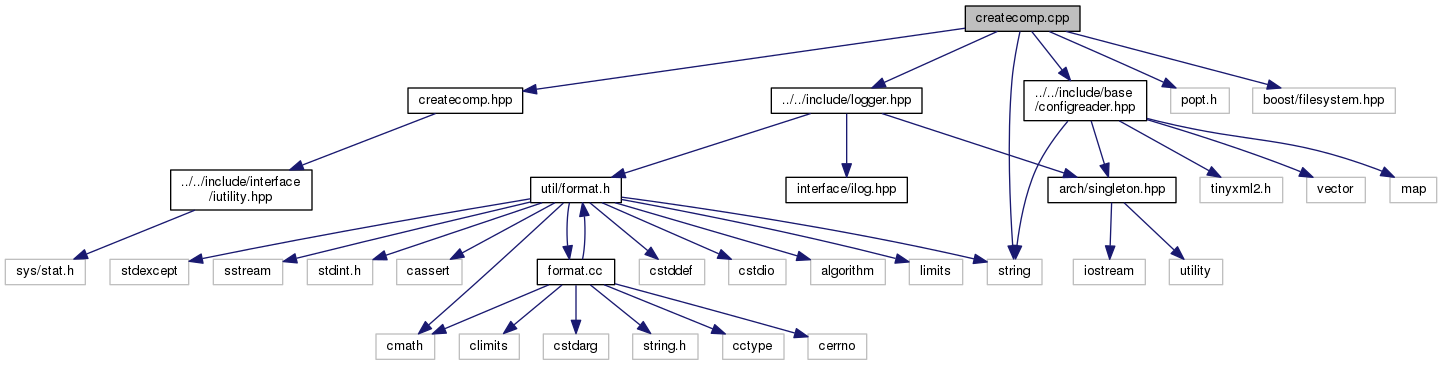 createcomp.cpp
createcomp.hpp
../../include/logger.hpp
../../include/base
/configreader.hpp
popt.h
boost/filesystem.hpp
../../include/interface
/iutility.hpp
util/format.h
interface/ilog.hpp
arch/singleton.hpp
tinyxml2.h
vector
map
sys/stat.h
stdexcept
sstream
stdint.h
cassert
format.cc
cstddef
cstdio
algorithm
limits
string
iostream
utility
cmath
climits
cstdarg
string.h
cctype
cerrno